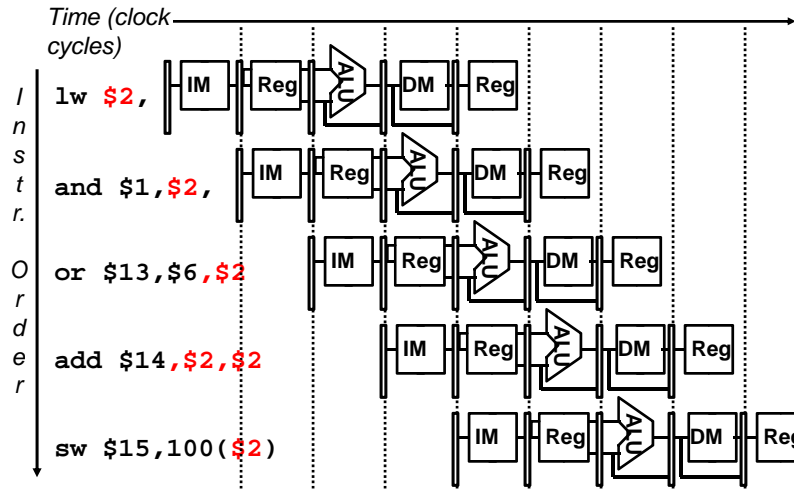 Time (clock
cycles)
Instr.
Order
lw $2,
IM Reg ALU DM Reg
and $1,$2,
IM Reg ALU DM Reg
or $13,$6,$2
IM Reg ALU DM Reg
add $14,$2,$2
IM Reg ALU DM Reg
sw $15,100($2)
IM Reg ALU DM Reg